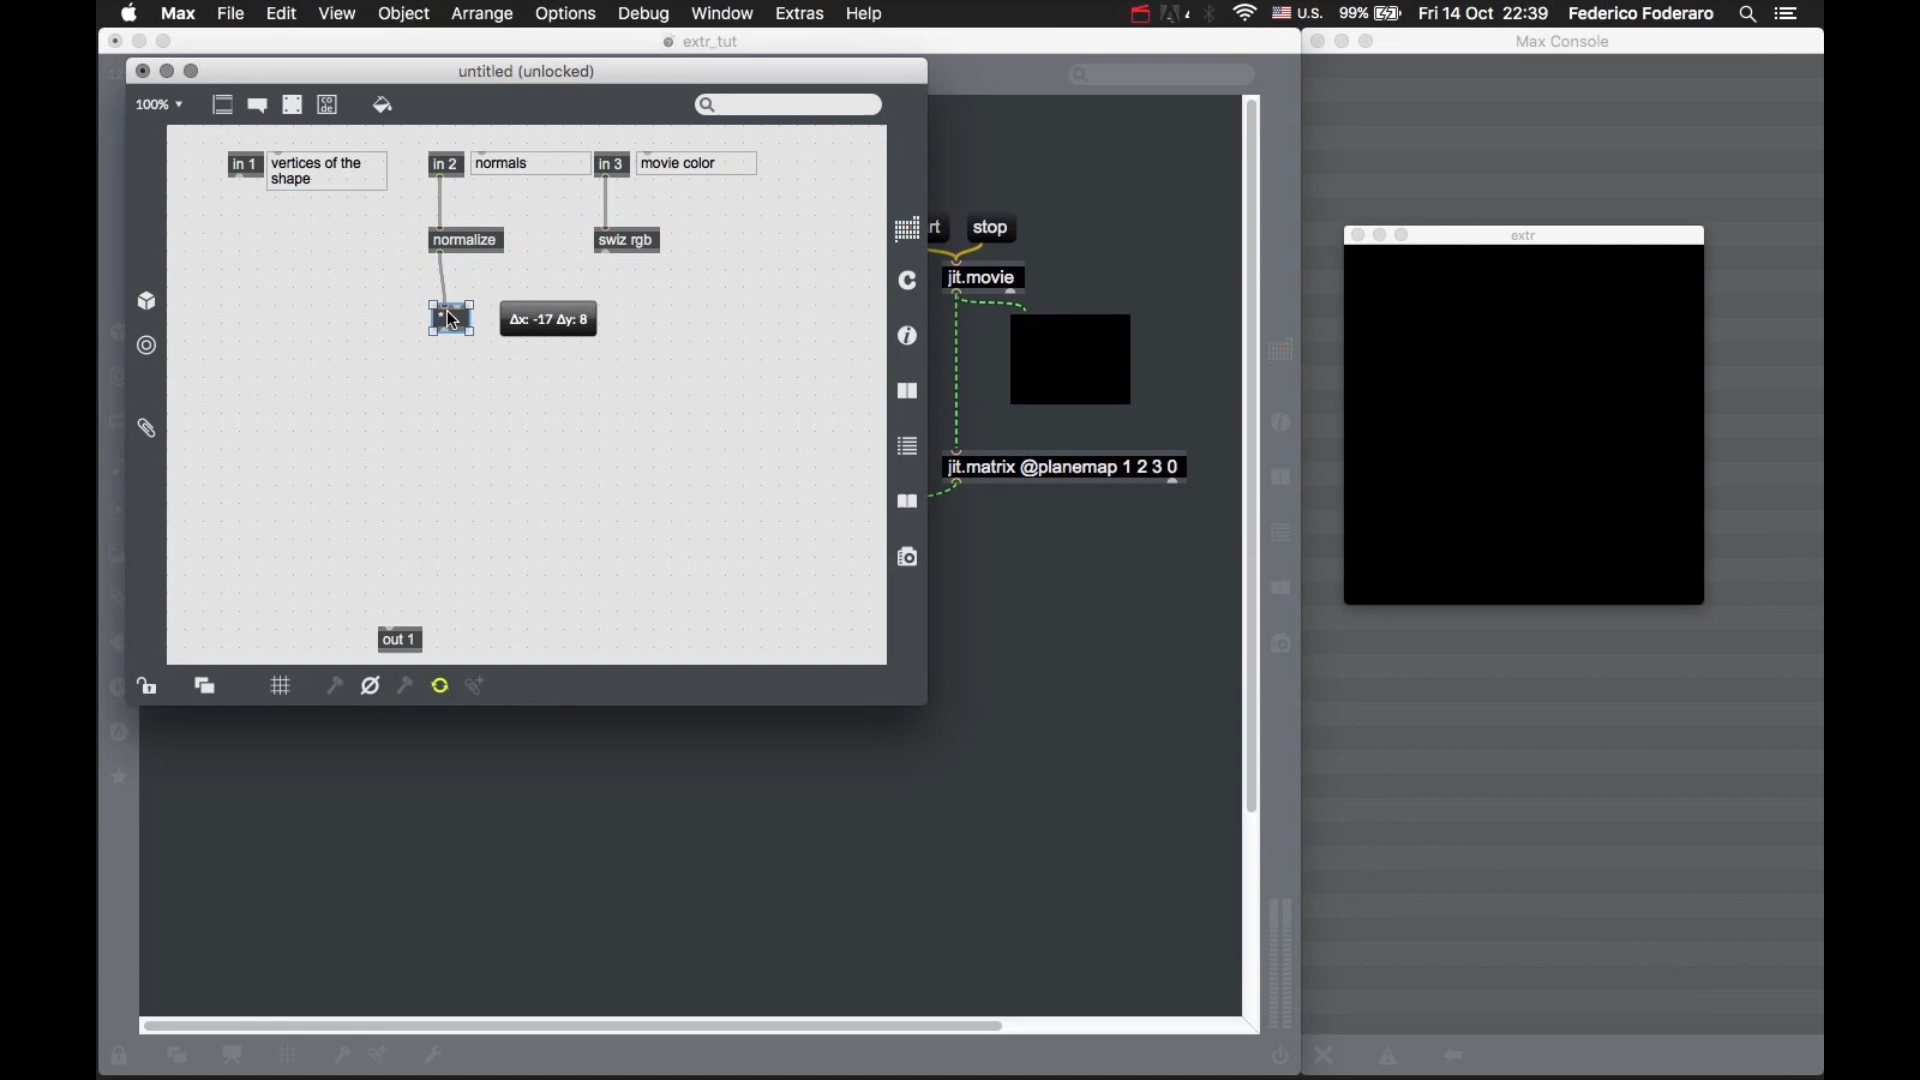 Max File Edit View Object Arrange Options Debug Window Extras Help
U.S. 99% Fri 14 Oct 22:39 Federico Foderaro
extr_tut
Max Console
untitled (unlocked)
100%
in 1
vertices of the
shape
in 2
normals
in 3
movie color
normalize
swiz rgb
*
Δx: -17 Δy: 8
out 1
rt
stop
jit.movie
jit.matrix @planemap 1 2 3 0
extr